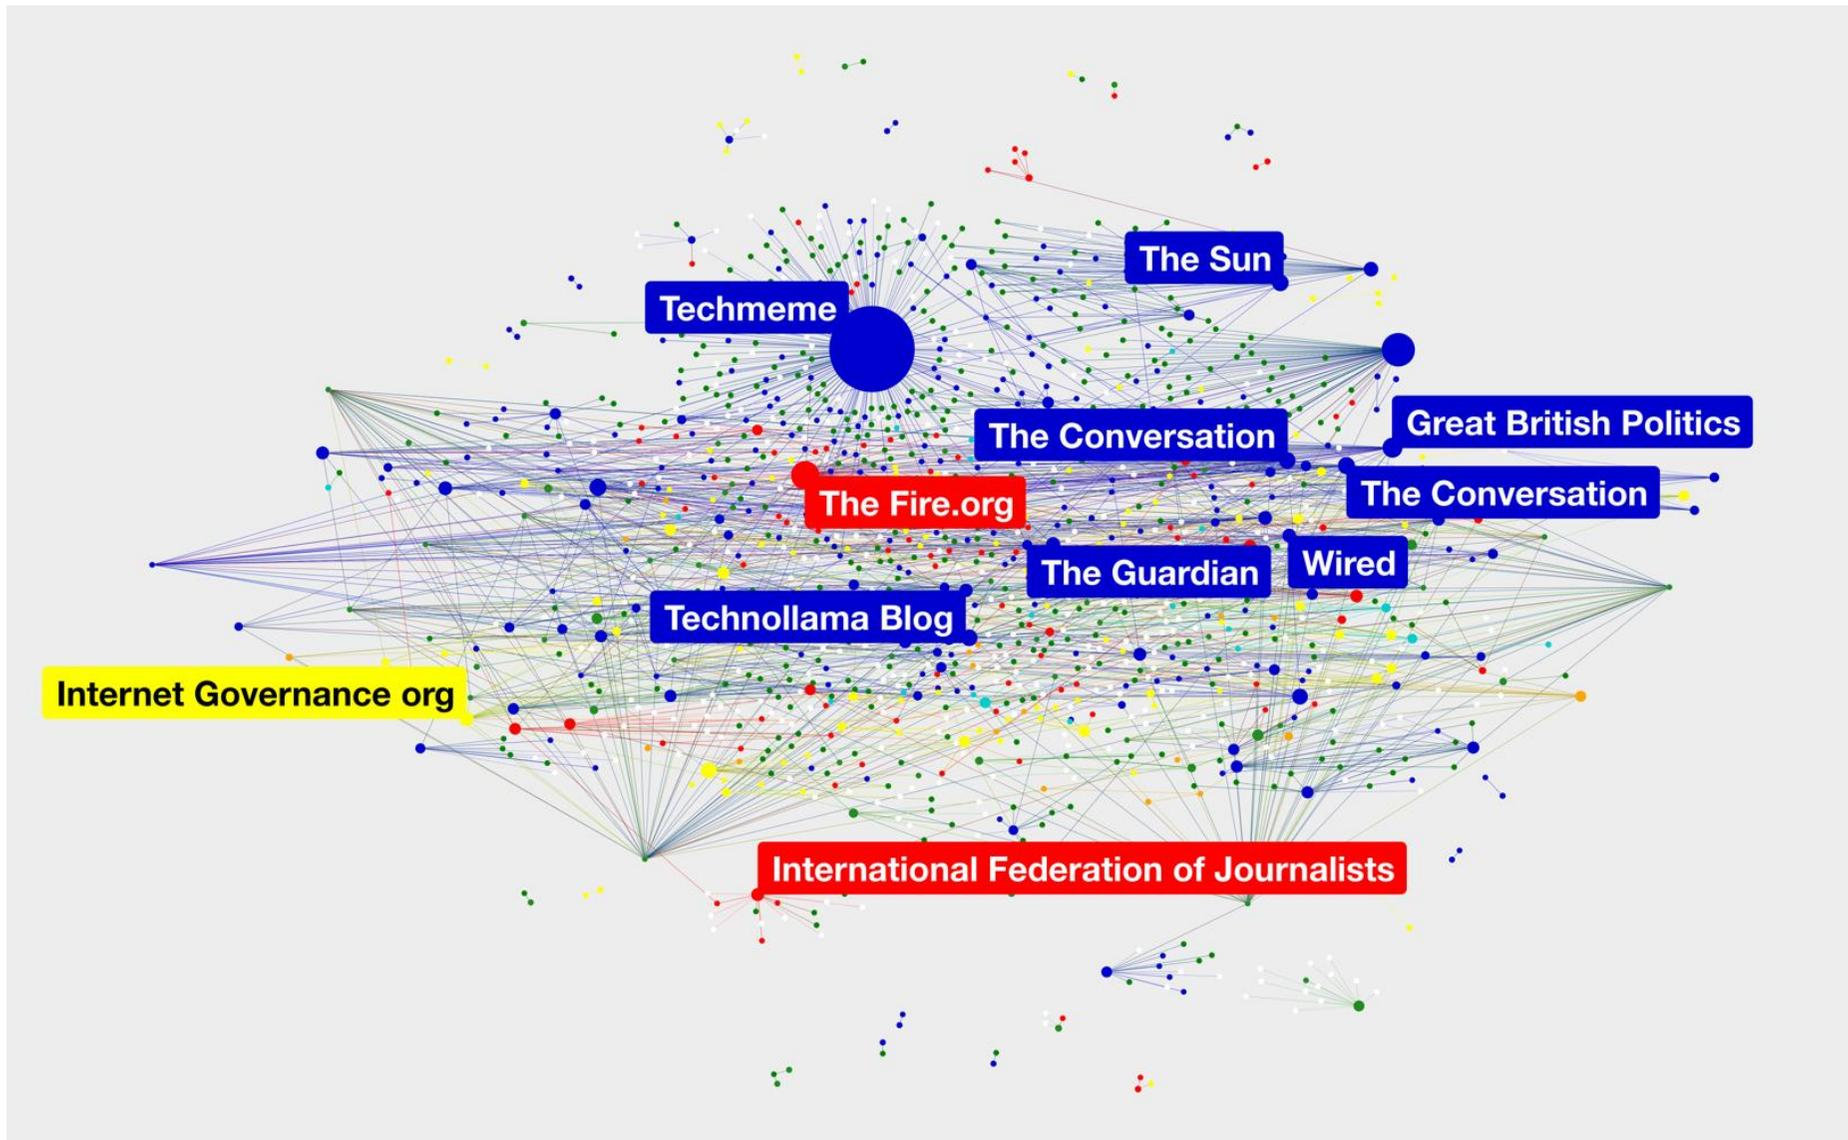 The Sun
Techmeme
Great British Politics
The Conversation
The Conversation
The Fire.org
Wired
The Guardian
Technollama Blog
Internet Governance org
International Federation of Journalists